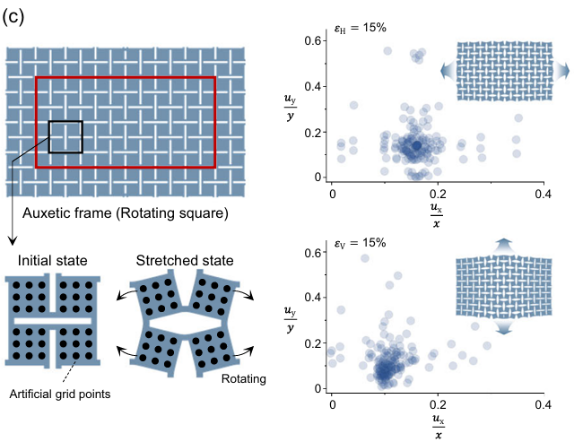 (c)
Auxetic frame (Rotating square)
Initial state
Stretched state
Artificial grid points
Rotating
εH = 15%
uy
y
0.6
0.4
0.2
0
0
0.2
0.4
ux
x
εV = 15%
uy
y
0.6
0.4
0.2
0
0
0.2
0.4
ux
x